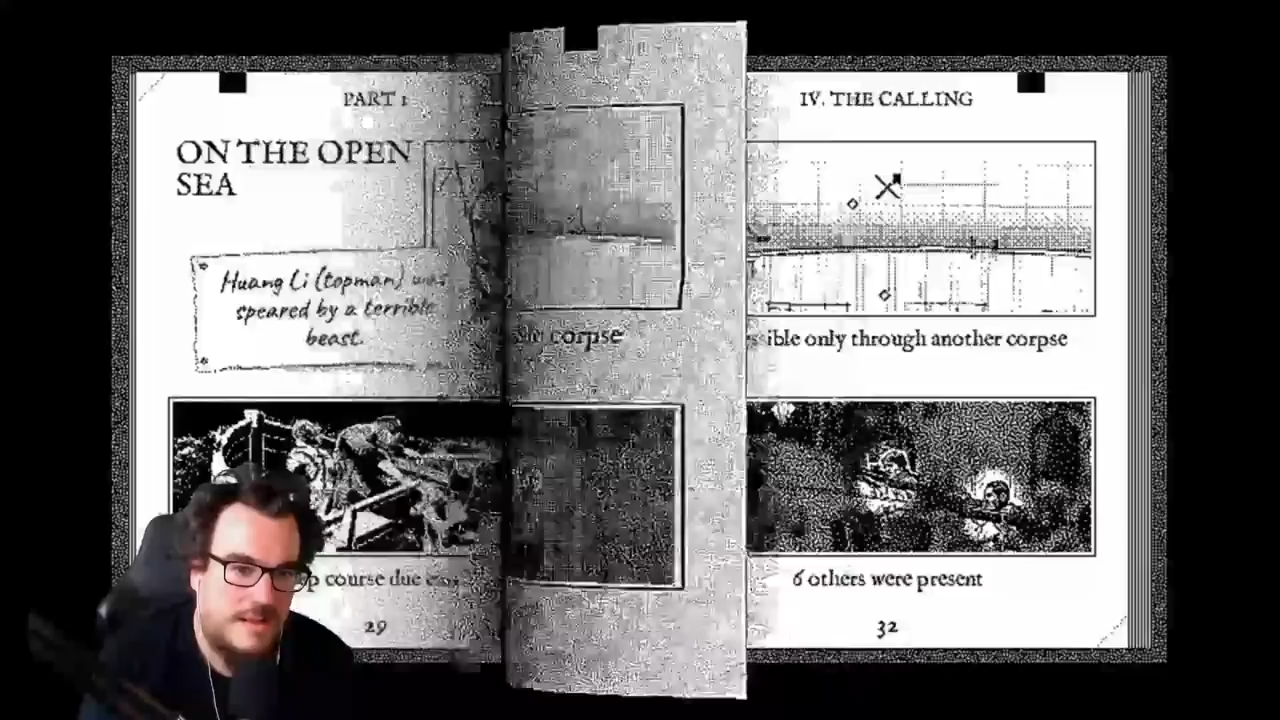 PART 1
ON THE OPEN
SEA
Huang Li (topman) was
speared by a terrible
beast.
course due
29
corpse
IV. THE CALLING
only through another corpse
6 others were present
32